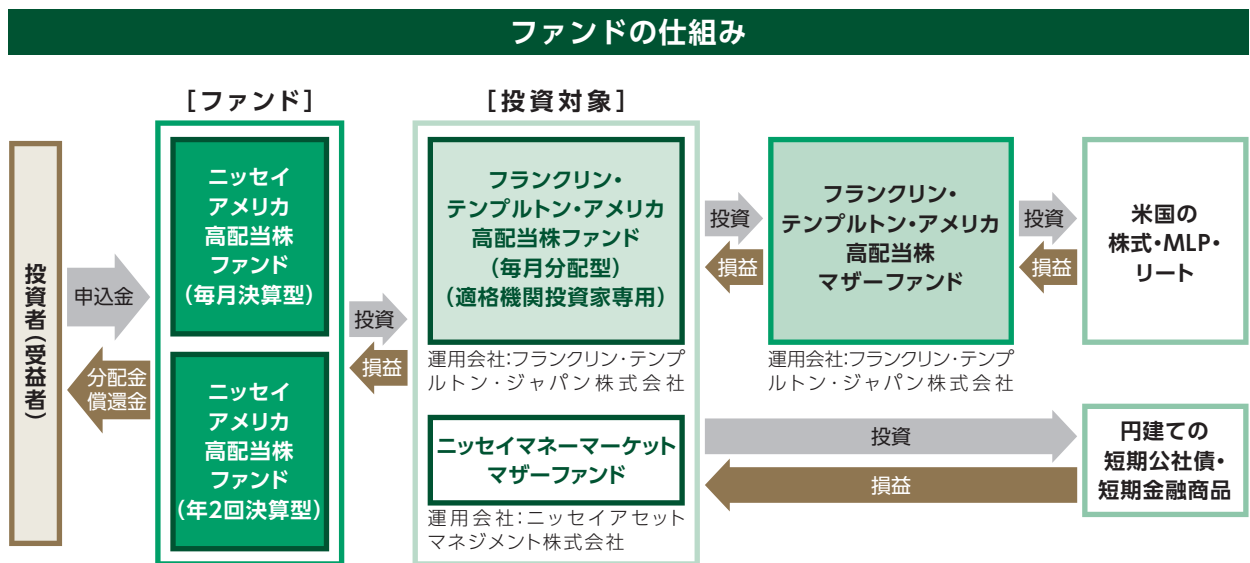 ファンドの仕組み
[ファンド]
[投資対象]
投資者(受益者)
申込金
分配金
償還金
ニッセイ
アメリカ
高配当株
ファンド
(毎月決算型)
ニッセイ
アメリカ
高配当株
ファンド
(年2回決算型)
投資
損益
フランクリン・
テンプルトン・アメリカ
高配当株ファンド
(毎月分配型)
(適格機関投資家専用)
運用会社:フランクリン・テンプ
ルトン・ジャパン株式会社
ニッセイマネーマーケット
マザーファンド
運用会社:ニッセイアセット
マネジメント株式会社
投資
損益
フランクリン・
テンプルトン・アメリカ
高配当株
マザーファンド
運用会社:フランクリン・テンプ
ルトン・ジャパン株式会社
投資
損益
米国の
株式・MLP・
リート
投資
損益
円建ての
短期公社債・
短期金融商品